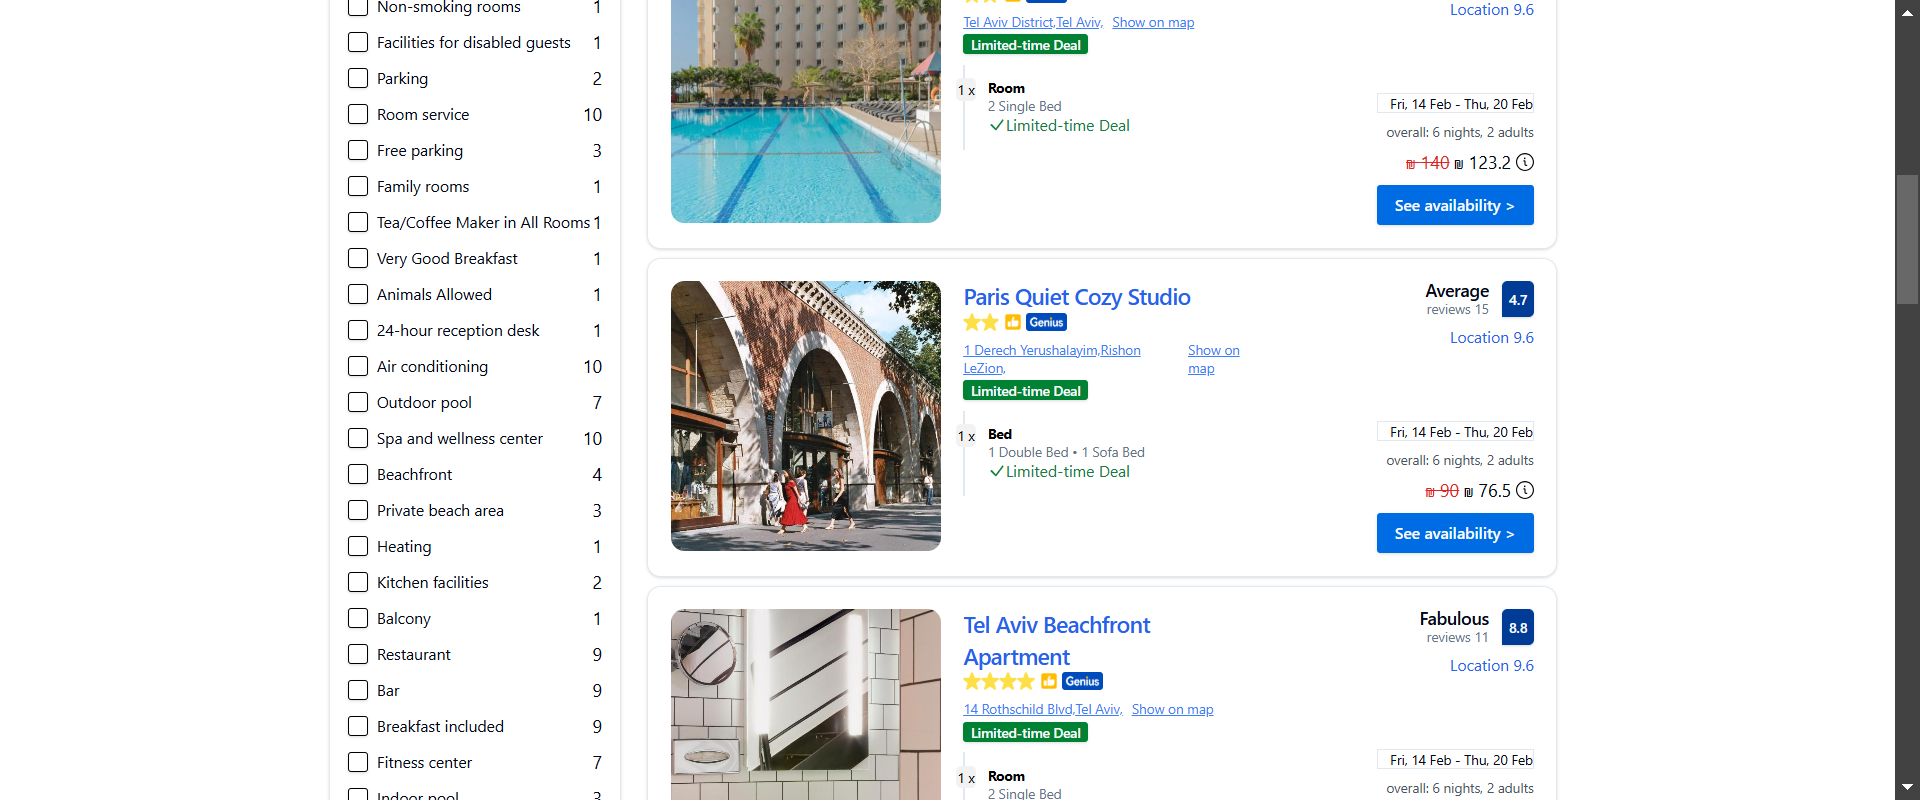 Non-smoking rooms 1
Facilities for disabled guests 1
Parking 2
Room service 10
Free parking 3
Family rooms 1
Tea/Coffee Maker in All Rooms 1
Very Good Breakfast 1
Animals Allowed 1
24-hour reception desk 1
Air conditioning 10
Outdoor pool 7
Spa and wellness center 10
Beachfront 4
Private beach area 3
Heating 1
Kitchen facilities 2
Balcony 1
Restaurant 9
Bar 9
Breakfast included 9
Fitness center 7
Indoor pool 3
Location 9.6
Tel Aviv District,Tel Aviv, Show on map
Limited-time Deal
1 x Room
2 Single Bed
Limited-time Deal
Fri, 14 Feb - Thu, 20 Feb
overall: 6 nights, 2 adults
₪ 140 ₪ 123.2
See availability >
Paris Quiet Cozy Studio
Genius
Average 4.7
reviews 15
Location 9.6
1 Derech Yerushalayim,Rishon
LeZion,
Show on
map
Limited-time Deal
1 x Bed
1 Double Bed • 1 Sofa Bed
Limited-time Deal
Fri, 14 Feb - Thu, 20 Feb
overall: 6 nights, 2 adults
₪ 90 ₪ 76.5
See availability >
Tel Aviv Beachfront
Apartment
Genius
Fabulous 8.8
reviews 11
Location 9.6
14 Rothschild Blvd,Tel Aviv, Show on map
Limited-time Deal
1 x Room
2 Single Bed
Fri, 14 Feb - Thu, 20 Feb
overall: 6 nights, 2 adults